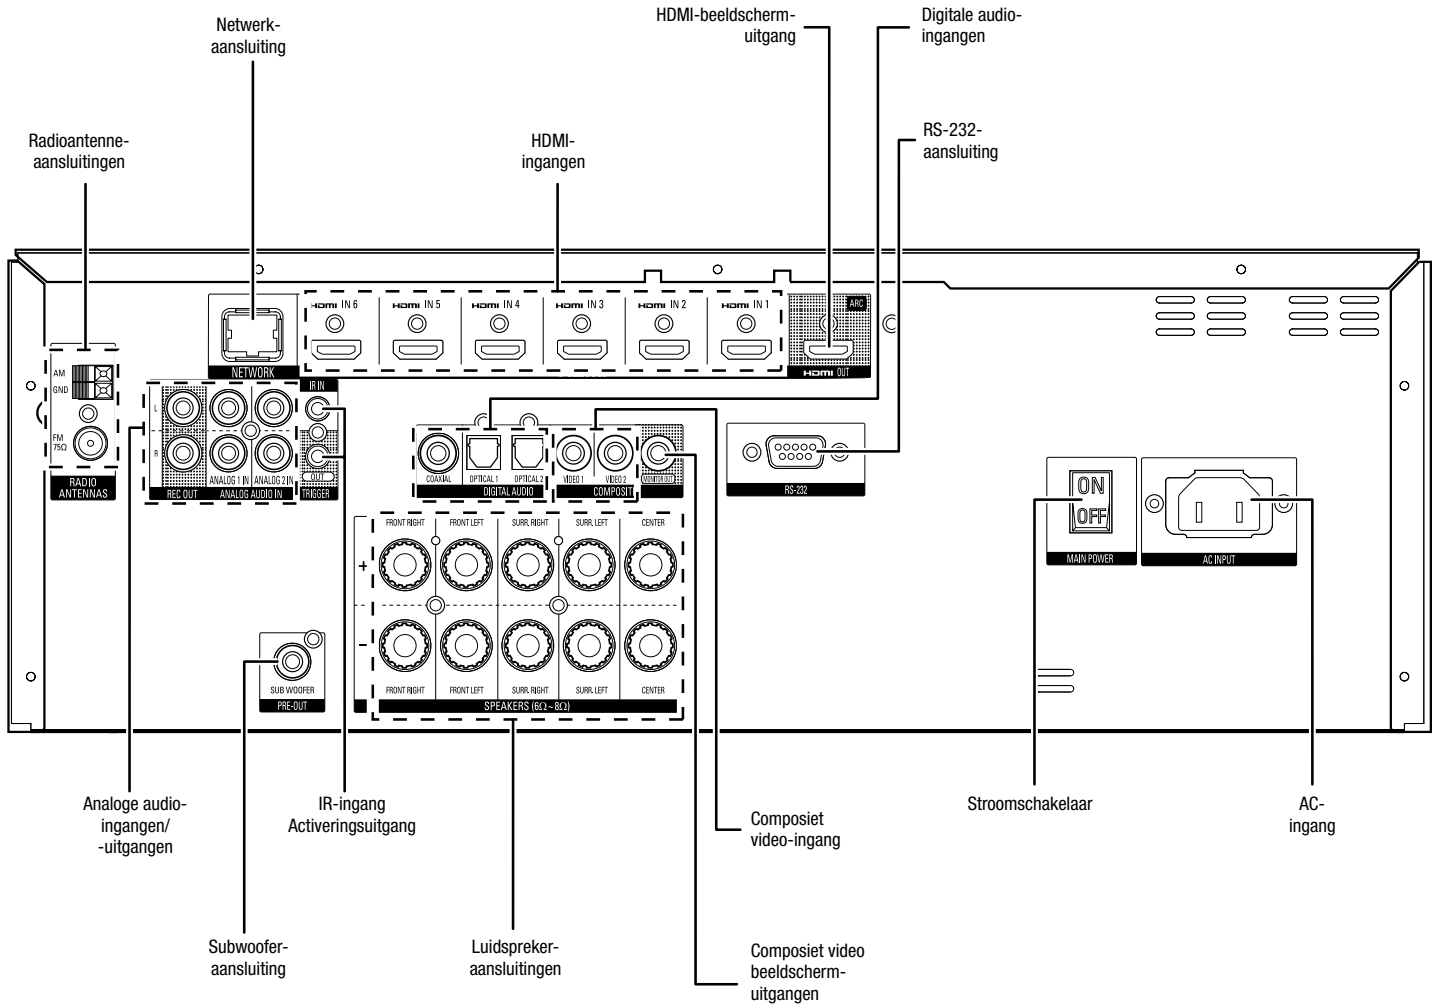 Netwerk-
aansluiting
HDMI-beeldscherm-
uitgang
Digitale audio-
ingangen
Radioantenne-
aansluitingen
HDMI-
ingangen
RS-232-
aansluiting
HDMI IN 6
HDMI IN 5
HDMI IN 4
HDMI IN 3
HDMI IN 2
HDMI IN 1
ARC
NETWORK
HDMI OUT
AM
GND
FM
75Ω
RADIO
ANTENNAS
L
R
ANALOG 1 IN
ANALOG 2 IN
REC OUT
ANALOG AUDIO IN
IR IN
OUT
TRIGGER
COAXIAL
OPTICAL 1
OPTICAL 2
DIGITAL AUDIO
VIDEO 1
VIDEO 2
COMPOSIT
MONITOR OUT
RS-232
ON
OFF
MAIN POWER
AC INPUT
FRONT RIGHT
FRONT LEFT
SURR. RIGHT
SURR. LEFT
CENTER
+
−
FRONT RIGHT
FRONT LEFT
SURR. RIGHT
SURR. LEFT
CENTER
SPEAKERS (6Ω~8Ω)
SUB WOOFER
PRE-OUT
Analoge audio-
ingangen/
-uitgangen
IR-ingang
Activeringsuitgang
Composiet
video-ingang
Stroomschakelaar
AC-
ingang
Subwoofer-
aansluiting
Luidspreker-
aansluitingen
Composiet video
beeldscherm-
uitgangen